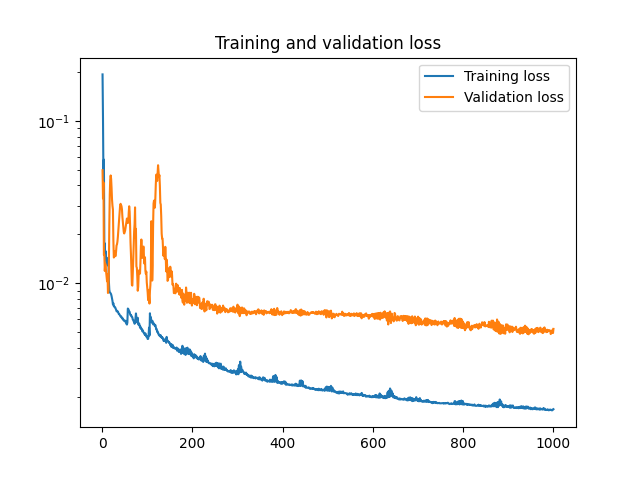 Training and validation loss
Training loss
Validation loss
10⁻¹
10⁻²
0 200 400 600 800 1000